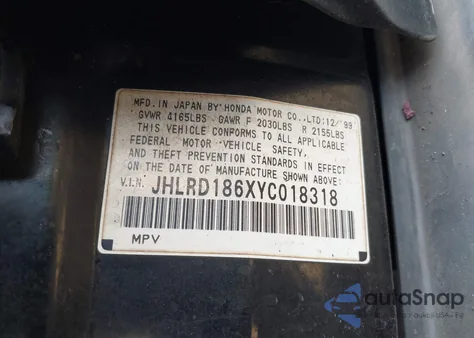 MFD. IN JAPAN BY HONDA MOTOR CO., LTD: 12/'99
GVWR 4165LBS GAWR F 2030LBS R 2155LBS
THIS VEHICLE CONFORMS TO ALL APPLICABLE
FEDERAL MOTOR VEHICLE SAFETY,
AND THEFT PREVENTION STANDARDS IN EFFECT
ON THE DATE OF MANUFACTURE SHOWN ABOVE:
V.I.N. JHLRD186XYC018318
MPV
autaSnap